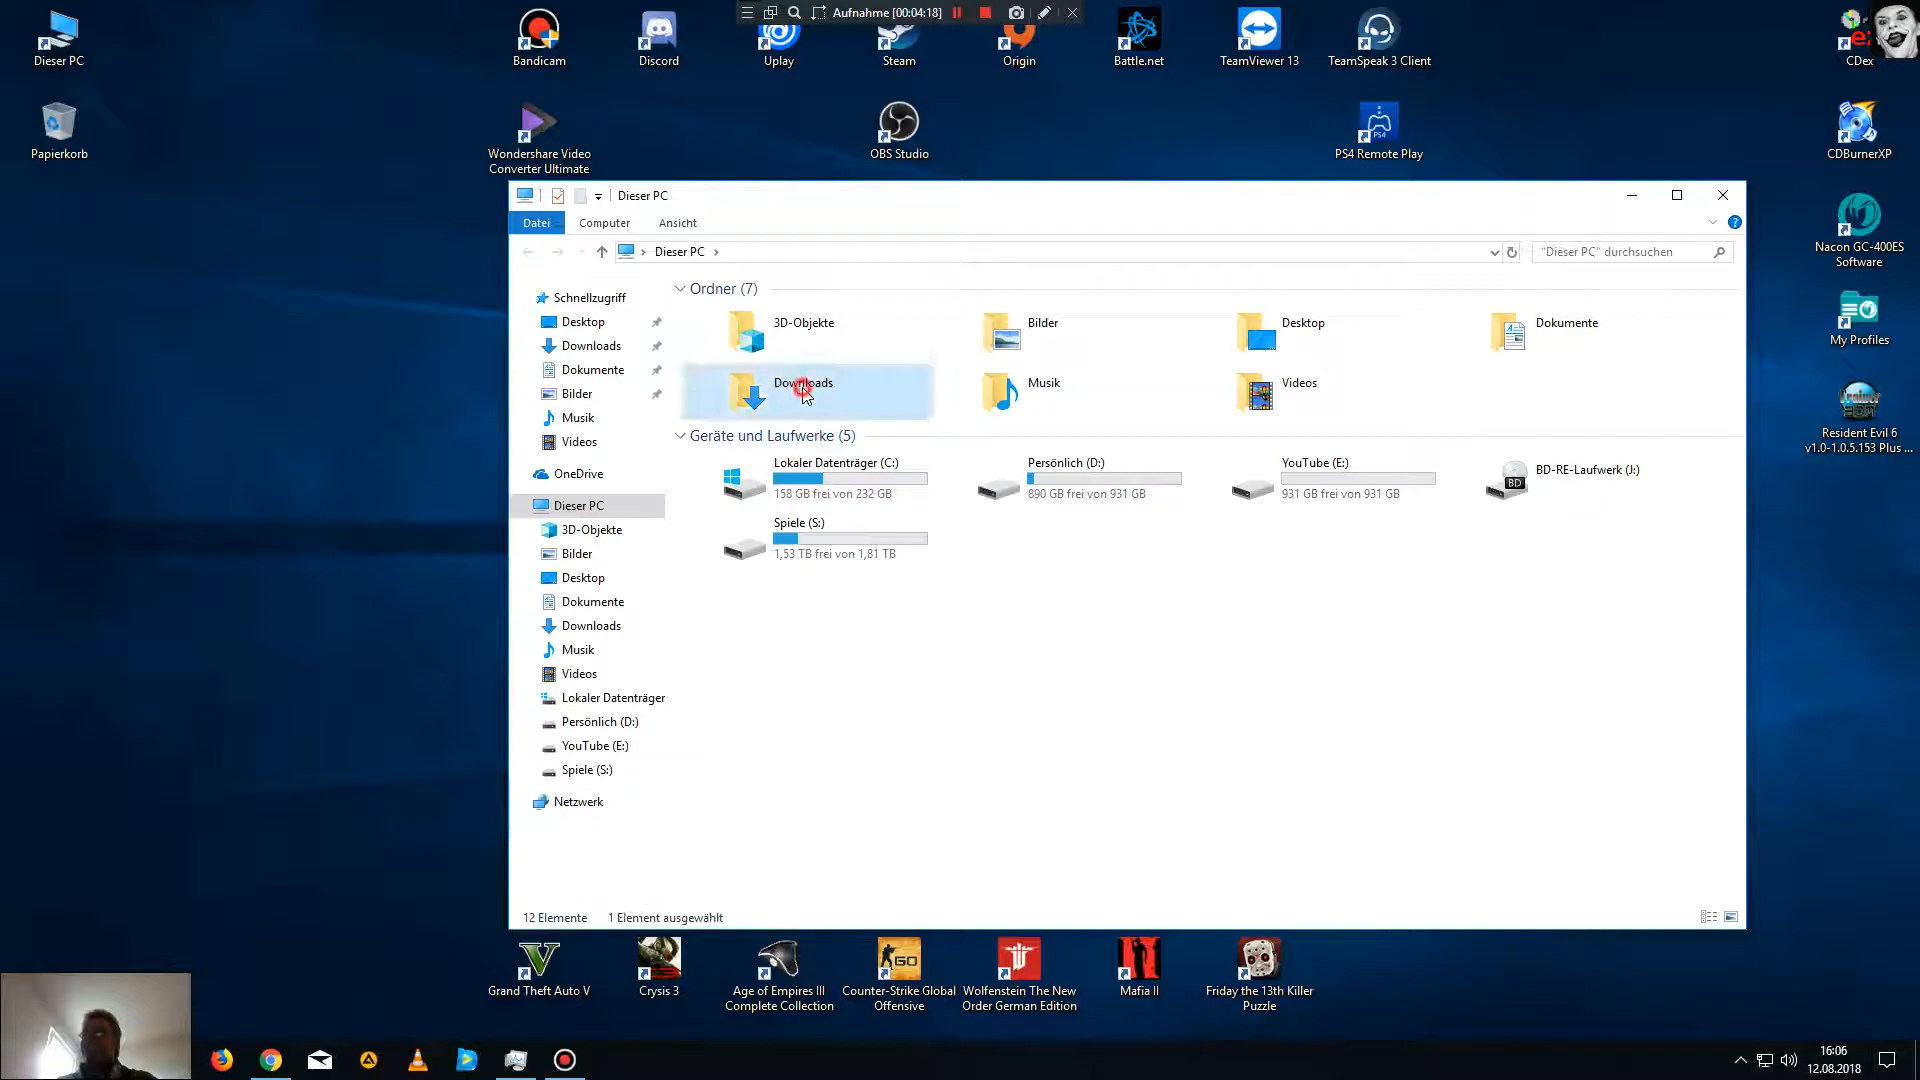 Aufnahme [00:04:18]
Dieser PC
Bandicam
Discord
Uplay
Steam
Origin
Battle.net
TeamViewer 13
TeamSpeak 3 Client
CDex
Papierkorb
Wondershare Video
Converter Ultimate
OBS Studio
PS4
PS4 Remote Play
CDBurnerXP
Nacon GC-400ES
Software
My Profiles
Resident Evil 6
v1.0-1.0.5.153 Plus ...
Dieser PC
Datei
Computer
Ansicht
Dieser PC
"Dieser PC" durchsuchen
Schnellzugriff
Desktop
Downloads
Dokumente
Bilder
Musik
Videos
OneDrive
Dieser PC
3D-Objekte
Bilder
Desktop
Dokumente
Downloads
Musik
Videos
Lokaler Datenträger
Persönlich (D:)
YouTube (E:)
Spiele (S:)
Netzwerk
Ordner (7)
3D-Objekte
Bilder
Desktop
Dokumente
Downloads
Musik
Videos
Geräte und Laufwerke (5)
Lokaler Datenträger (C:)
158 GB frei von 232 GB
Persönlich (D:)
890 GB frei von 931 GB
YouTube (E:)
931 GB frei von 931 GB
BD
BD-RE-Laufwerk (J:)
Spiele (S:)
1,53 TB frei von 1,81 TB
12 Elemente
1 Element ausgewählt
Grand Theft Auto V
Crysis 3
Age of Empires III
Complete Collection
GO
Counter-Strike Global
Offensive
Wolfenstein The New
Order German Edition
Mafia II
Friday the 13th Killer
Puzzle
16:06
12.08.2018